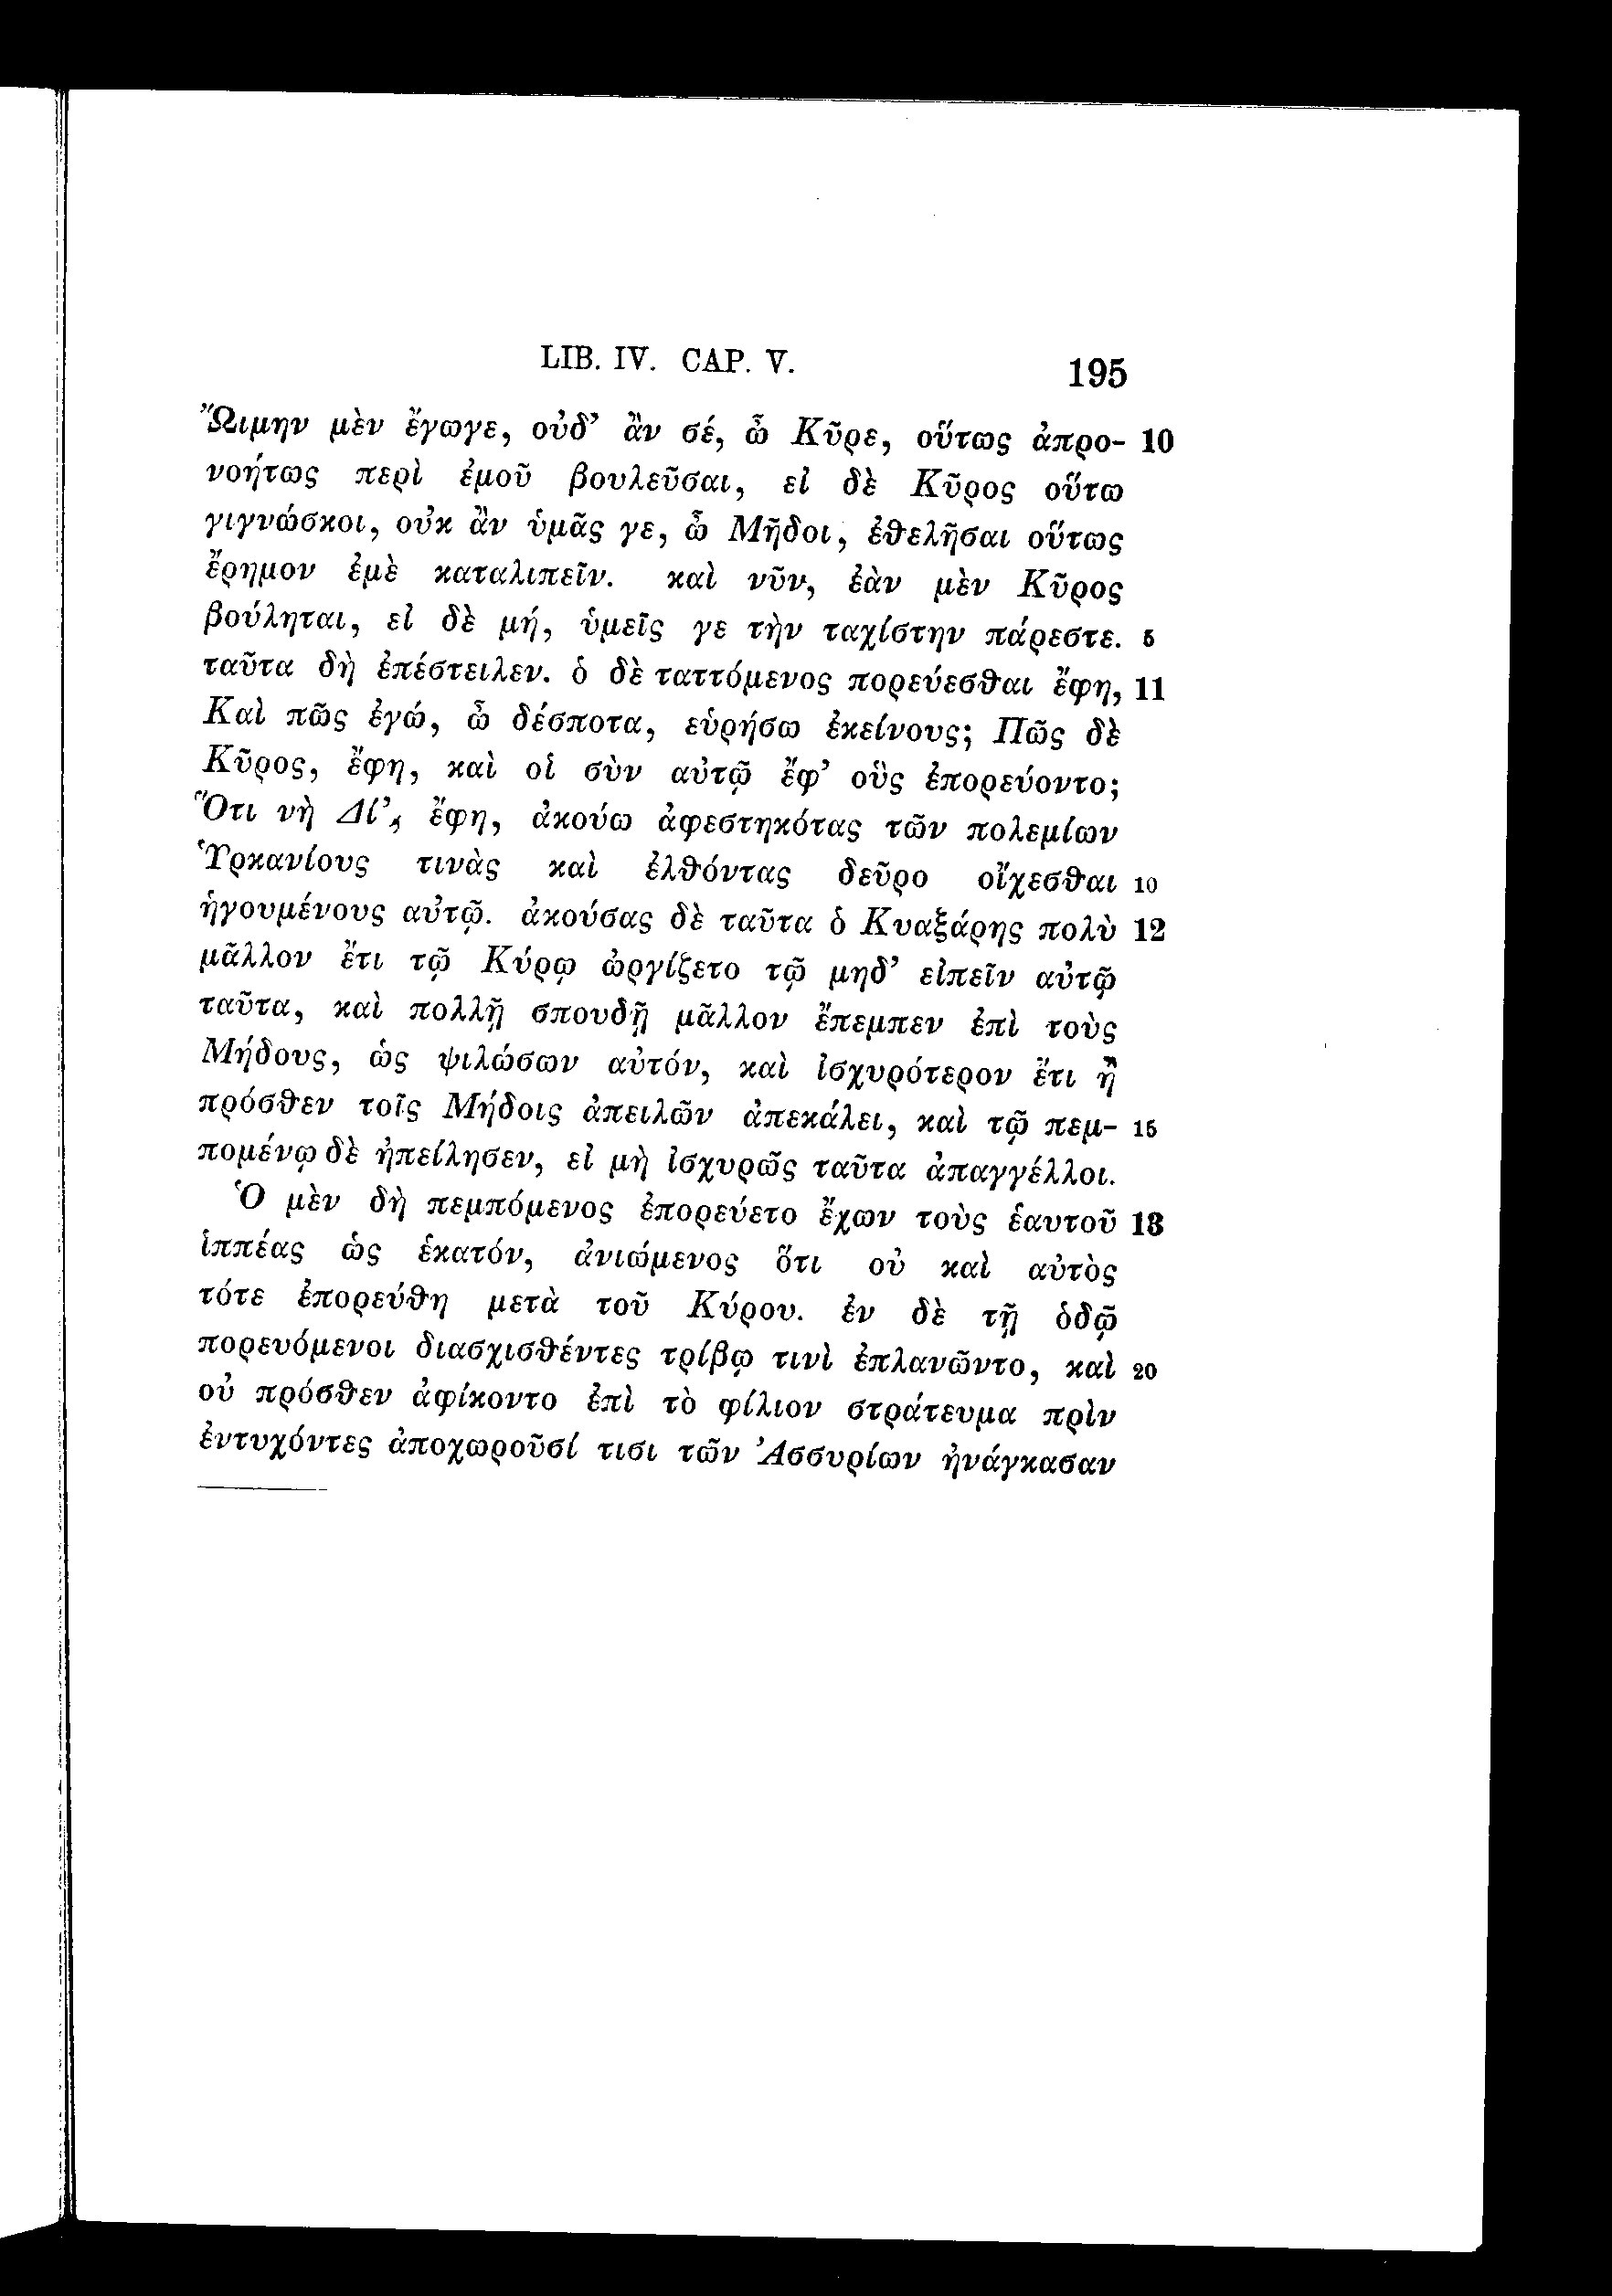 LIB. IV. CAP. V. 195
Ὤιμην μὲν ἔγωγε, οὐδ’ ἂν σέ, ὦ Κῦρε, οὕτως ἀπρο- 10
νοήτως περὶ ἐμοῦ βουλεῦσαι, εἰ δὲ Κῦρος οὕτω
γιγνώσκοι, οὐκ ἂν ὑμᾶς γε, ὦ Μῆδοι, ἐθελῆσαι οὕτως
ἔρημον ἐμὲ καταλιπεῖν. καὶ νῦν, ἐὰν μὲν Κῦρος
βούληται, εἰ δὲ μή, ὑμεῖς γε τὴν ταχίστην πάρεστε. 5
ταῦτα δὴ ἐπέστειλεν. ὁ δὲ ταττόμενος πορεύεσθαι ἔφη, 11
Καὶ πῶς ἐγώ, ὦ δέσποτα, εὑρήσω ἐκείνους; Πῶς δὲ
Κῦρος, ἔφη, καὶ οἱ σὺν αὐτῷ ἔφ’ οὓς ἐπορεύοντο;
Ὅτι νὴ Δί’, ἔφη, ἀκούω ἀφεστηκότας τῶν πολεμίων
Ὑρκανίους τινὰς καὶ ἐλθόντας δεῦρο οἴχεσθαι 10
ἡγουμένους αὐτῷ. ἀκούσας δὲ ταῦτα ὁ Κυαξάρης πολὺ 12
μᾶλλον ἔτι τῷ Κύρῳ ὠργίζετο τῷ μηδ’ εἰπεῖν αὐτῷ
ταῦτα, καὶ πολλῇ σπουδῇ μᾶλλον ἔπεμπεν ἐπὶ τοὺς
Μήδους, ὡς ψιλώσων αὐτόν, καὶ ἰσχυρότερον ἔτι ἢ
πρόσθεν τοῖς Μήδοις ἀπειλῶν ἀπεκάλει, καὶ τῷ πεμ- 15
πομένῳ δὲ ἠπείλησεν, εἰ μὴ ἰσχυρῶς ταῦτα ἀπαγγέλλοι.
Ὁ μὲν δὴ πεμπόμενος ἐπορεύετο ἔχων τοὺς ἑαυτοῦ 13
ἱππέας ὡς ἑκατόν, ἀνιώμενος ὅτι οὐ καὶ αὐτὸς
τότε ἐπορεύθη μετὰ τοῦ Κύρου. ἐν δὲ τῇ ὁδῷ
πορευόμενοι διασχισθέντες τρίβῳ τινὶ ἐπλανῶντο, καὶ 20
οὐ πρόσθεν ἀφίκοντο ἐπὶ τὸ φίλιον στράτευμα πρὶν
ἐντυχόντες ἀποχωροῦσί τισι τῶν Ἀσσυρίων ἠνάγκασαν